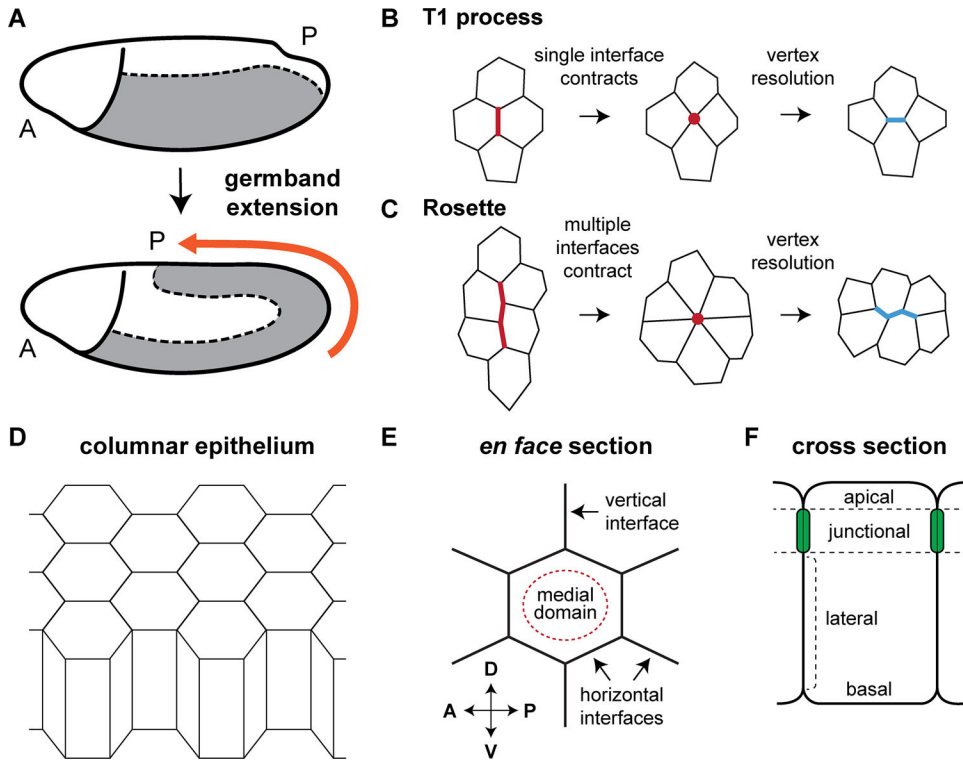 A
P
A
germband
extension
P
A
B T1 process
single interface
contracts
vertex
resolution
C Rosette
multiple
interfaces
contract
vertex
resolution
D columnar epithelium
E en face section
vertical
interface
medial
domain
horizontal
interfaces
D
A P
V
F cross section
apical
junctional
lateral
basal